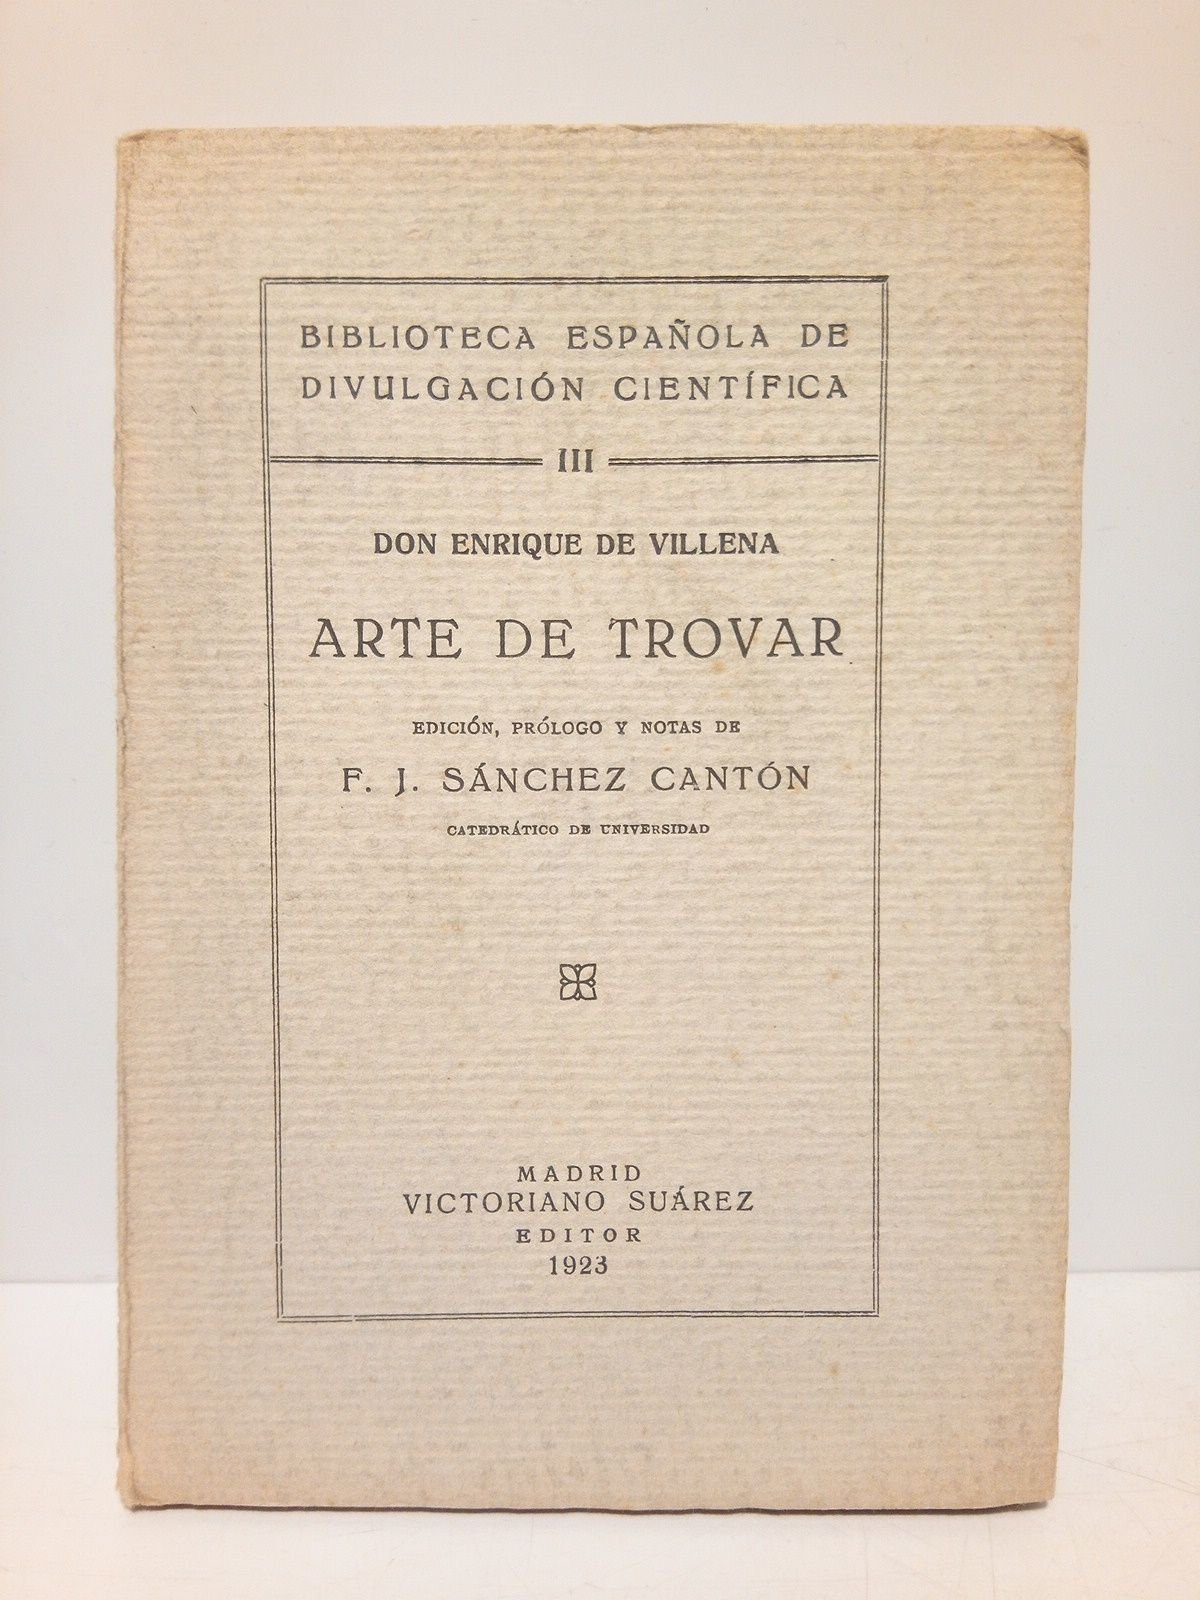 BIBLIOTECA ESPAÑOLA DE
DIVULGACIÓN CIENTÍFICA
III
DON ENRIQUE DE VILLENA
ARTE DE TROVAR
EDICIÓN, PRÓLOGO Y NOTAS DE
F. J. SÁNCHEZ CANTÓN
CATEDRÁTICO DE UNIVERSIDAD
MADRID
VICTORIANO SUÁREZ
EDITOR
1923